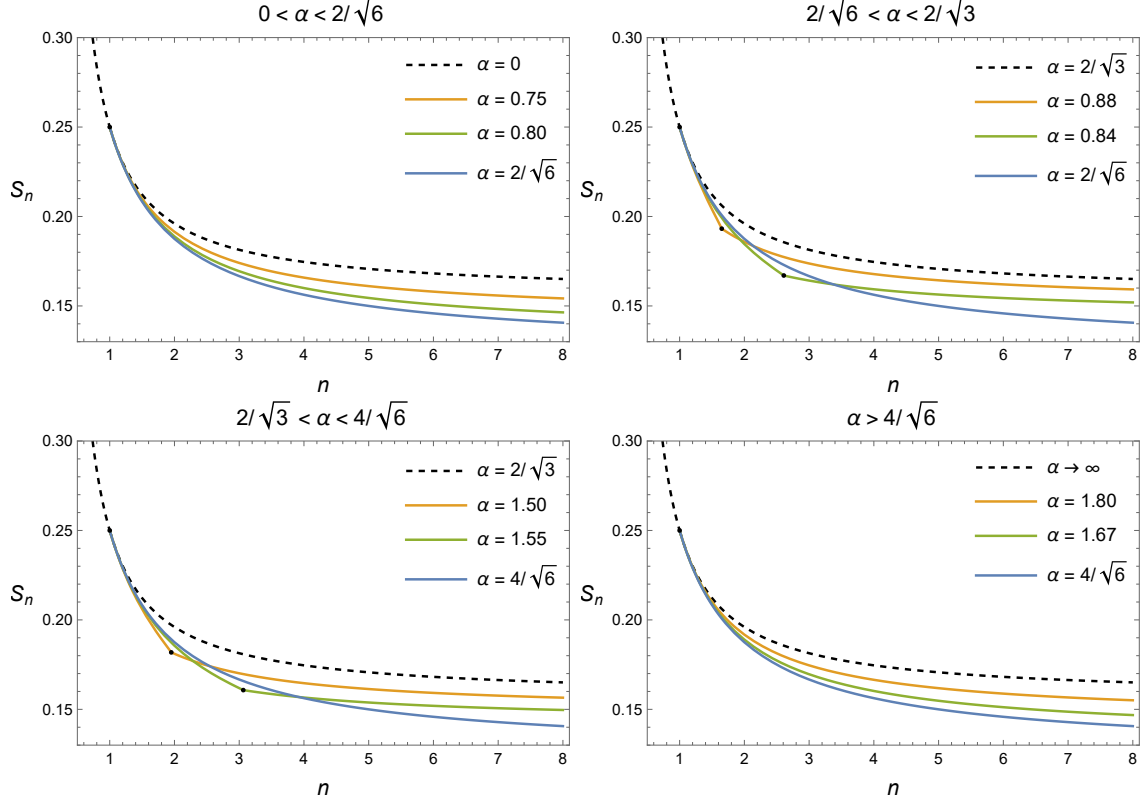 0 < α < 2/√6
0.30
0.25
0.20
0.15
Sₙ
α = 0
α = 0.75
α = 0.80
α = 2/√6
1 2 3 4 5 6 7 8
n
2/√6 < α < 2/√3
0.30
0.25
0.20
0.15
Sₙ
α = 2/√3
α = 0.88
α = 0.84
α = 2/√6
1 2 3 4 5 6 7 8
n
2/√3 < α < 4/√6
0.30
0.25
0.20
0.15
Sₙ
α = 2/√3
α = 1.50
α = 1.55
α = 4/√6
1 2 3 4 5 6 7 8
n
α > 4/√6
0.30
0.25
0.20
0.15
Sₙ
α → ∞
α = 1.80
α = 1.67
α = 4/√6
1 2 3 4 5 6 7 8
n